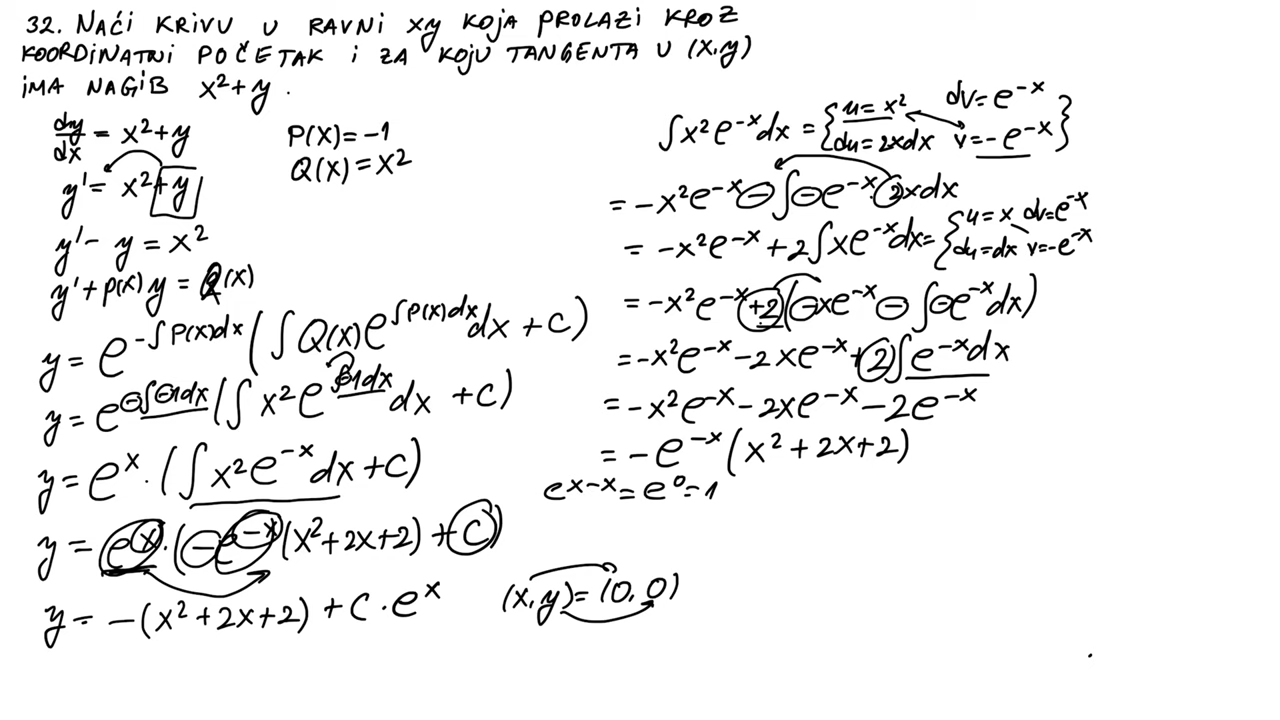 32. NAĆI KRIVU U RAVNI xy KOJA PROLAZI KROZ
KOORDINATNI POČETAK I ZA KOJU TANGENTA U (x,y)
IMA NAGIB x²+y.
dy/dx = x²+y
P(x)=-1
Q(x)=x²
y' = x²+y
y'-y=x²
y'+p(x)y=Q(x)
y=e^{-∫P(x)dx}(∫Q(x)e^{∫P(x)dx}dx+C)
y=e^{-∫-1dx}(∫x²e^{∫-1dx}dx+C)
y=e^x·(∫x²e^{-x}dx+C)
y=e^x·(-e^{-x}(x²+2x+2)+C)
y=-(x²+2x+2)+C·e^x
∫x²e^{-x}dx={u=x² dv=e^{-x}
du=2xdx v=-e^{-x}}
=-x²e^{-x}-∫-e^{-x}·2xdx
=-x²e^{-x}+2∫xe^{-x}dx={u=x dv=e^{-x}
du=dx v=-e^{-x}
=-x²e^{-x}+2(-xe^{-x}-∫-e^{-x}dx)
=-x²e^{-x}-2xe^{-x}+2∫e^{-x}dx
=-x²e^{-x}-2xe^{-x}-2e^{-x}
=-e^{-x}(x²+2x+2)
e^{x-x}=e^0=1
(x,y)=(0,0)